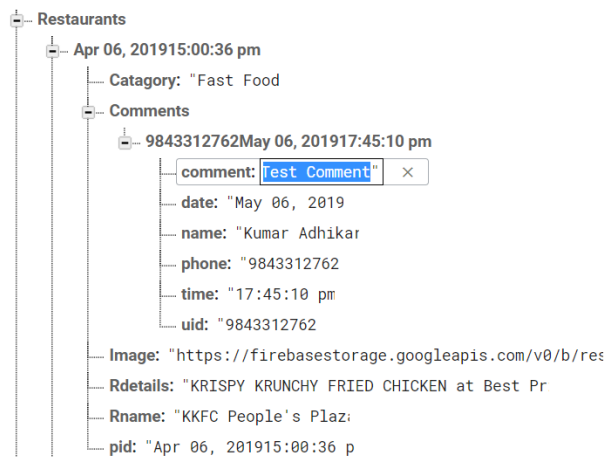 Restaurants
Apr 06, 201915:00:36 pm
Catagory: "Fast Food
Comments
9843312762May 06, 201917:45:10 pm
comment: Test Comment" ×
date: "May 06, 2019
name: "Kumar Adhikar
phone: "9843312762
time: "17:45:10 pm
uid: "9843312762
Image: "https://firebasestorage.googleapis.com/v0/b/res
Rdetails: "KRISPY KRUNCHY FRIED CHICKEN at Best Pr
Rname: "KKFC People's Plaza
pid: "Apr 06, 201915:00:36 p